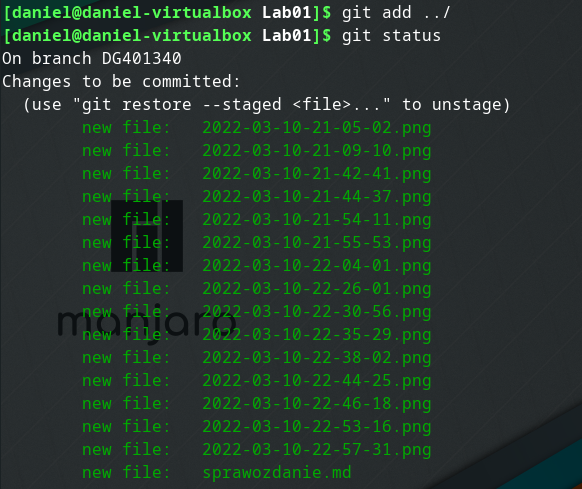 [daniel@daniel-virtualbox Lab01]$ git add ../
[daniel@daniel-virtualbox Lab01]$ git status
On branch DG401340
Changes to be committed:
  (use "git restore --staged <file>..." to unstage)
        new file:   2022-03-10-21-05-02.png
        new file:   2022-03-10-21-09-10.png
        new file:   2022-03-10-21-42-41.png
        new file:   2022-03-10-21-44-37.png
        new file:   2022-03-10-21-54-11.png
        new file:   2022-03-10-21-55-53.png
        new file:   2022-03-10-22-04-01.png
        new file:   2022-03-10-22-26-01.png
        new file:   2022-03-10-22-30-56.png
        new file:   2022-03-10-22-35-29.png
        new file:   2022-03-10-22-38-02.png
        new file:   2022-03-10-22-44-25.png
        new file:   2022-03-10-22-46-18.png
        new file:   2022-03-10-22-53-16.png
        new file:   2022-03-10-22-57-31.png
        new file:   sprawozdanie.md
manjaro